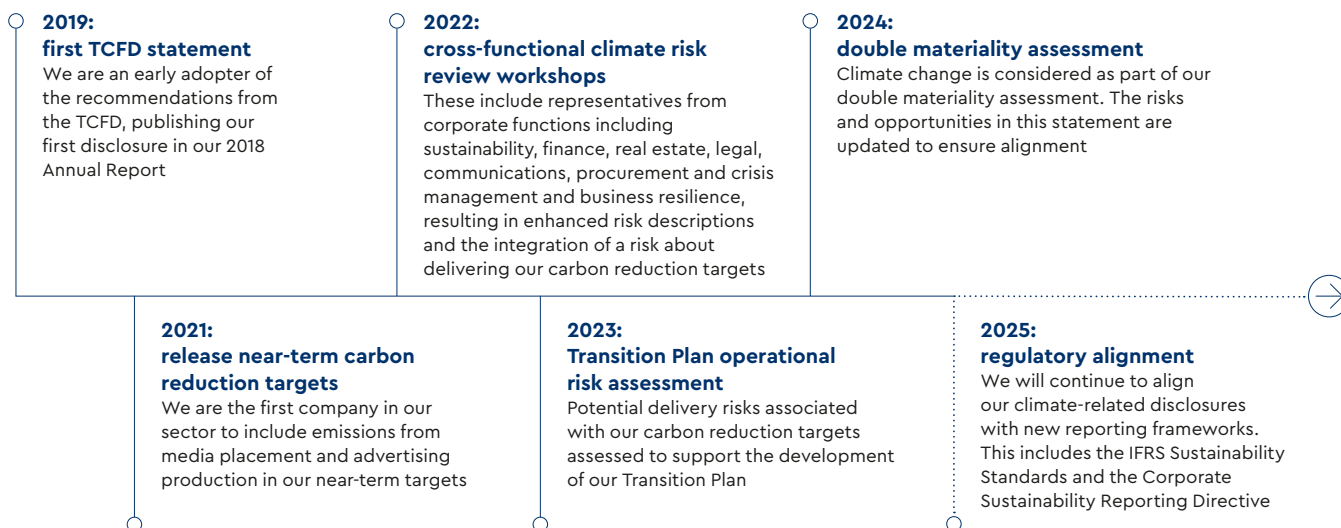 2019:
first TCFD statement
We are an early adopter of
the recommendations from
the TCFD, publishing our
first disclosure in our 2018
Annual Report
2022:
cross-functional climate risk
review workshops
These include representatives from
corporate functions including
sustainability, finance, real estate, legal,
communications, procurement and crisis
management and business resilience,
resulting in enhanced risk descriptions
and the integration of a risk about
delivering our carbon reduction targets
2024:
double materiality assessment
Climate change is considered as part of our
double materiality assessment. The risks
and opportunities in this statement are
updated to ensure alignment
2021:
release near-term carbon
reduction targets
We are the first company in our
sector to include emissions from
media placement and advertising
production in our near-term targets
2023:
Transition Plan operational
risk assessment
Potential delivery risks associated
with our carbon reduction targets
assessed to support the development
of our Transition Plan
2025:
regulatory alignment
We will continue to align
our climate-related disclosures
with new reporting frameworks.
This includes the IFRS Sustainability
Standards and the Corporate
Sustainability Reporting Directive